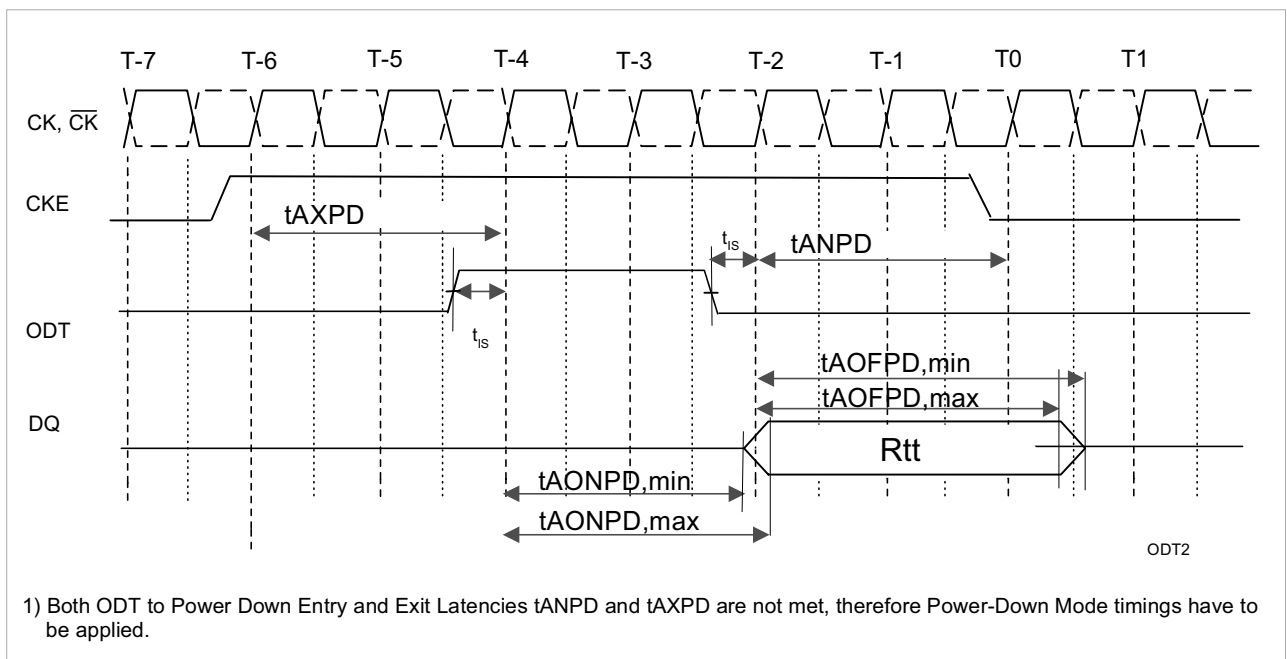 T-7 T-6 T-5 T-4 T-3 T-2 T-1 T0 T1
CK, C̅K̅
CKE
tAXPD
tIS
tANPD
ODT
tIS
tAOFPD,min
tAOFPD,max
DQ
Rtt
tAONPD,min
tAONPD,max
ODT2
1) Both ODT to Power Down Entry and Exit Latencies tANPD and tAXPD are not met, therefore Power-Down Mode timings have to
be applied.